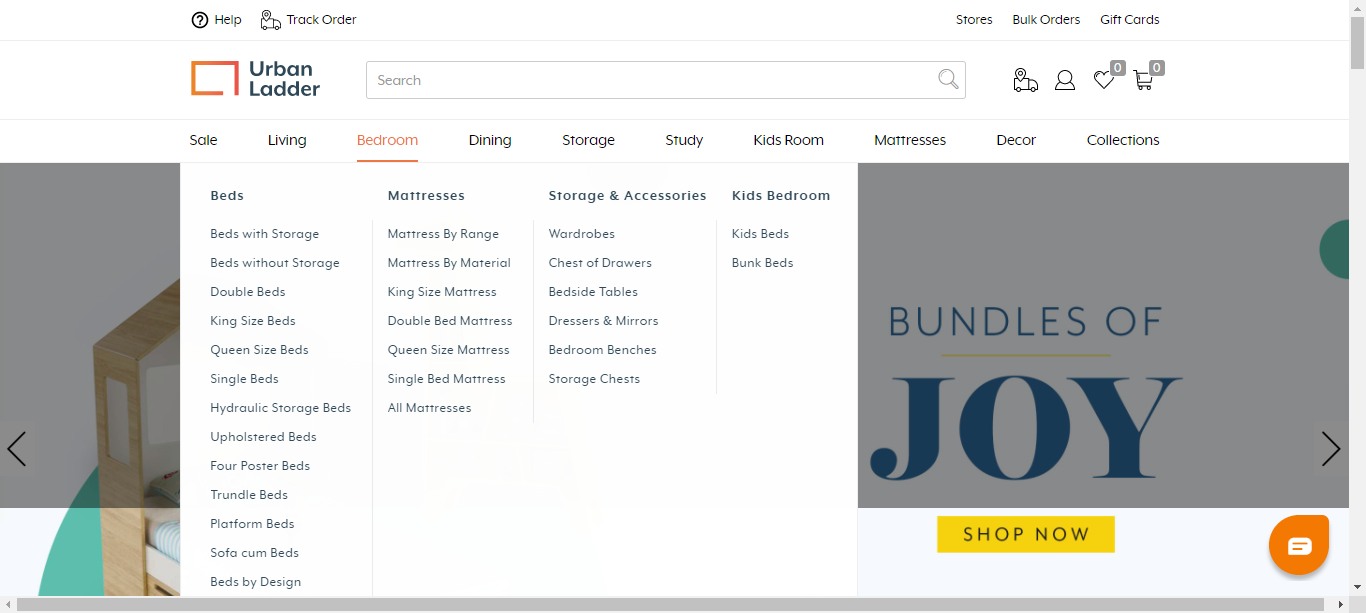 Help
Track Order
Stores
Bulk Orders
Gift Cards
Urban
Ladder
Search
0
0
Sale
Living
Bedroom
Dining
Storage
Study
Kids Room
Mattresses
Decor
Collections
Beds
Beds with Storage
Beds without Storage
Double Beds
King Size Beds
Queen Size Beds
Single Beds
Hydraulic Storage Beds
Upholstered Beds
Four Poster Beds
Trundle Beds
Platform Beds
Sofa cum Beds
Beds by Design
Mattresses
Mattress By Range
Mattress By Material
King Size Mattress
Double Bed Mattress
Queen Size Mattress
Single Bed Mattress
All Mattresses
Storage & Accessories
Wardrobes
Chest of Drawers
Bedside Tables
Dressers & Mirrors
Bedroom Benches
Storage Chests
Kids Bedroom
Kids Beds
Bunk Beds
BUNDLES OF
JOY
SHOP NOW